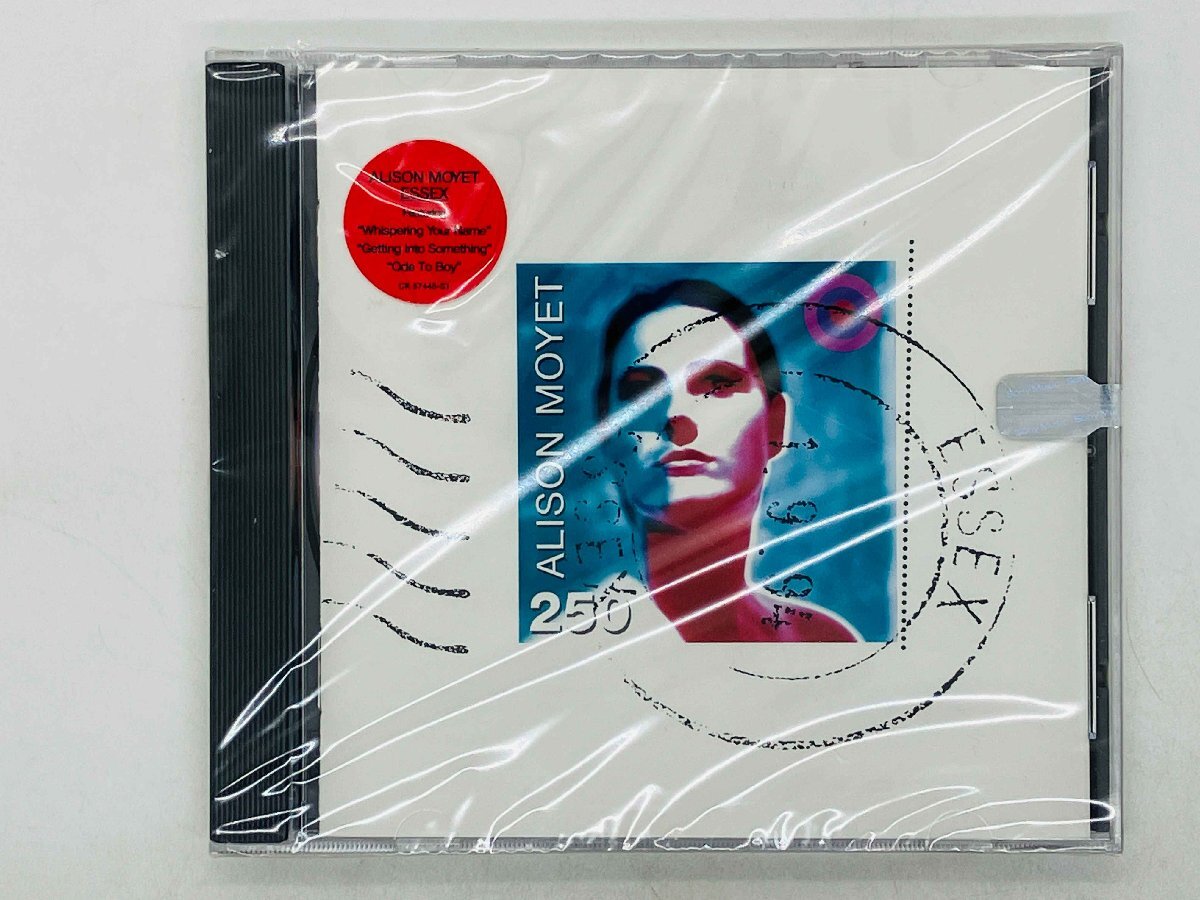 ALISON MOYET
ESSEX
"Whispering Your Name"
"Getting Into Something"
"Ode To Boy"
ALISON MOYET
250
ESSEX